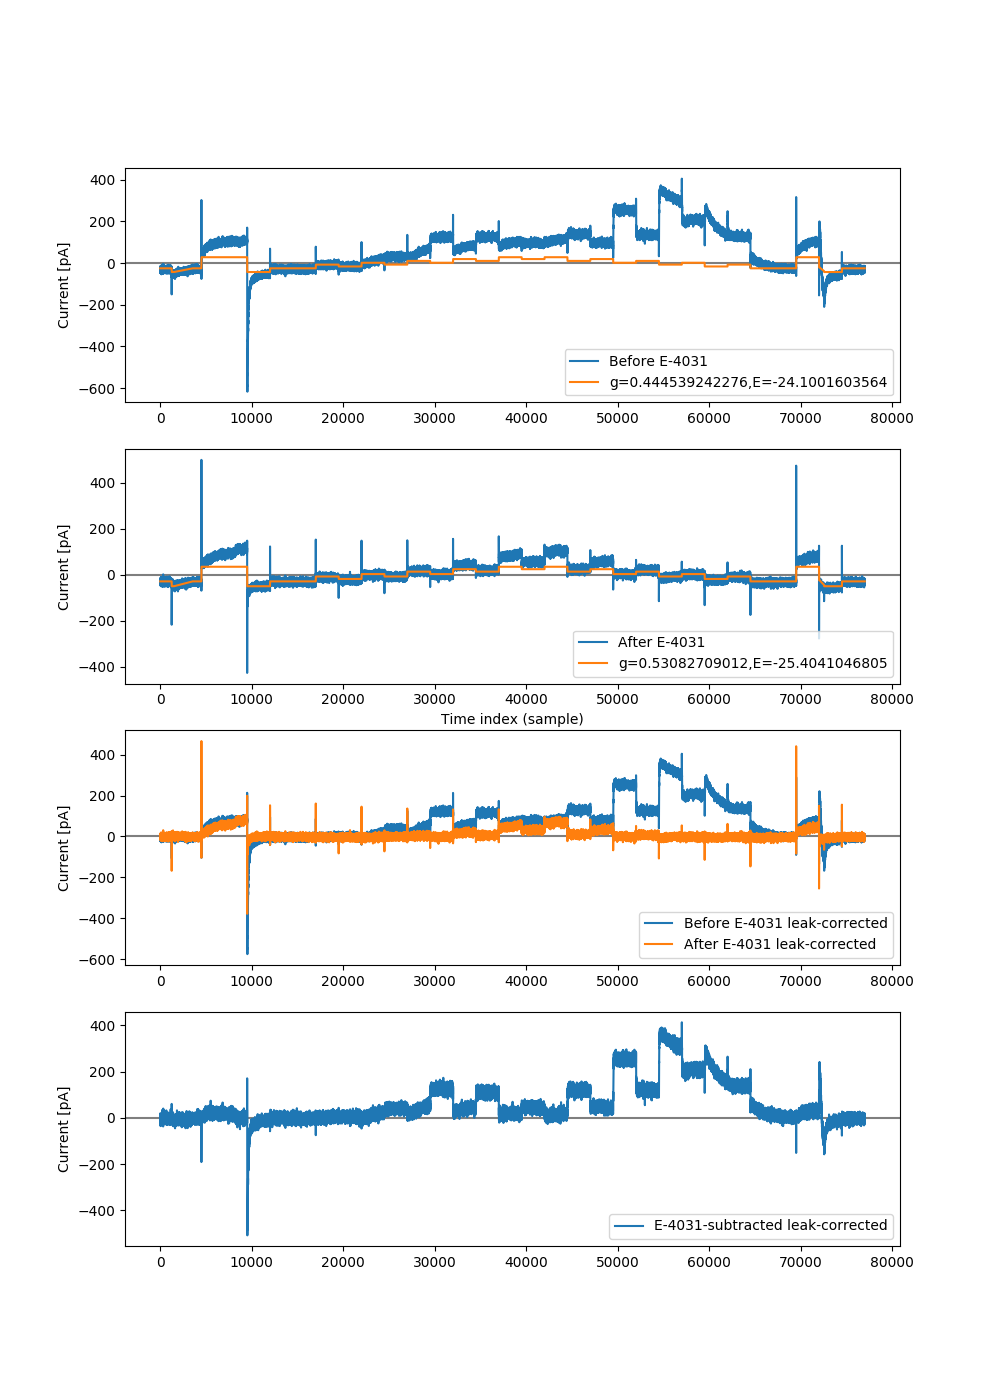 400
200
0
−200
−400
−600
Current [pA]
Before E-4031
g=0.444539242276,E=-24.1001603564
0 10000 20000 30000 40000 50000 60000 70000 80000
400
200
0
−200
−400
Current [pA]
After E-4031
g=0.53082709012,E=-25.4041046805
0 10000 20000 30000 40000 50000 60000 70000 80000
Time index (sample)
400
200
0
−200
−400
−600
Current [pA]
Before E-4031 leak-corrected
After E-4031 leak-corrected
0 10000 20000 30000 40000 50000 60000 70000 80000
400
200
0
−200
−400
Current [pA]
E-4031-subtracted leak-corrected
0 10000 20000 30000 40000 50000 60000 70000 80000